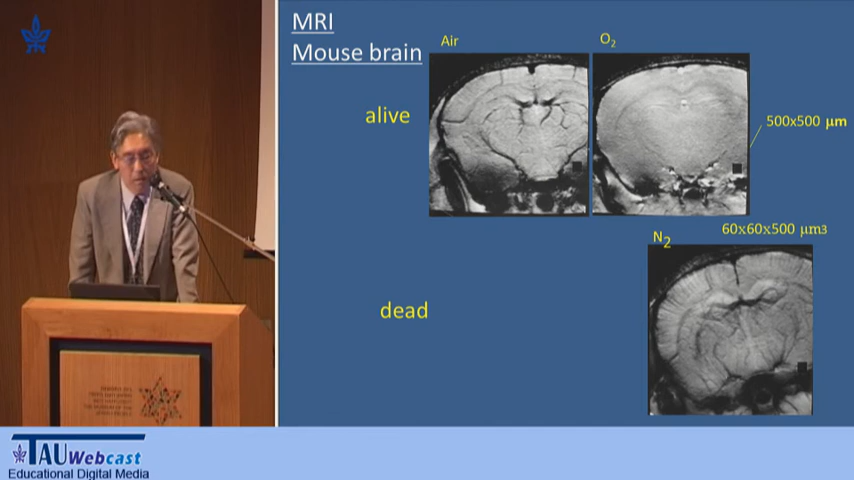 MRI
Mouse brain
Air
O2
alive
500x500 µm
N2
60x60x500 µm3
dead
TAUWebcast
Educational Digital Media